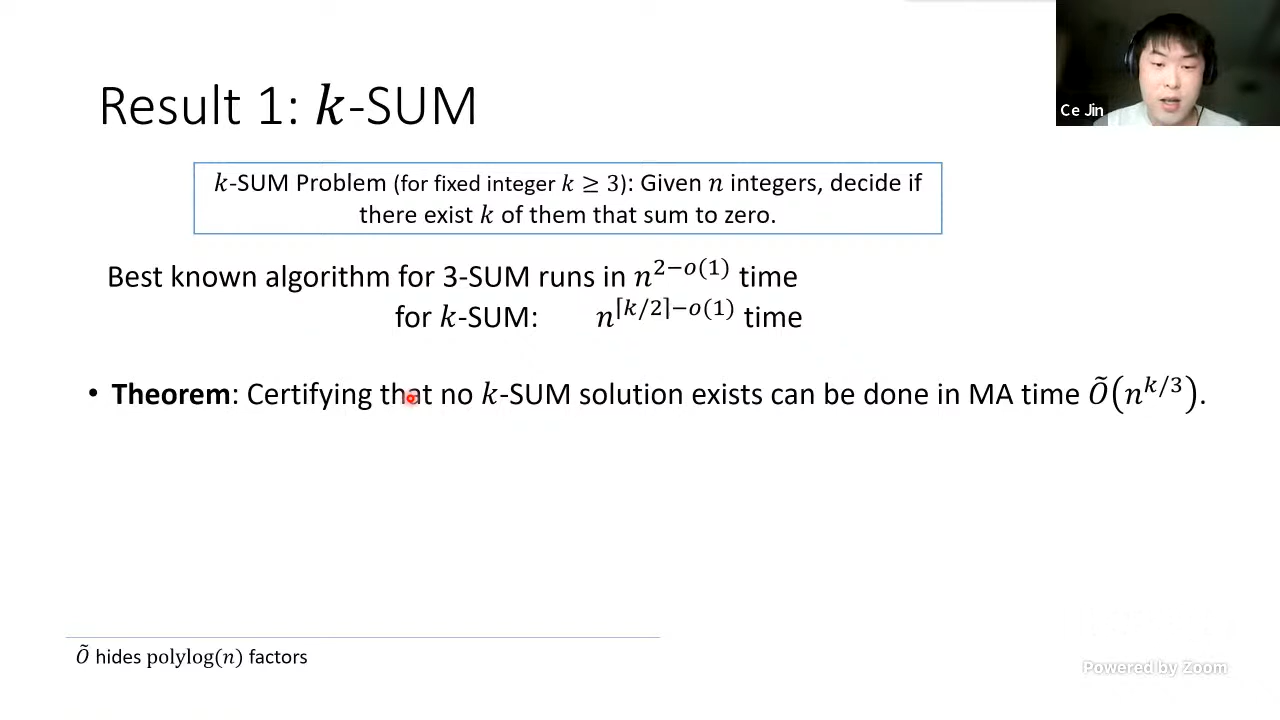 Ce Jin
Result 1: k-SUM
k-SUM Problem (for fixed integer k ≥ 3): Given n integers, decide if
there exist k of them that sum to zero.
Best known algorithm for 3-SUM runs in n^{2−o(1)} time
for k-SUM: n^{⌈k/2⌉−o(1)} time
• Theorem: Certifying that no k-SUM solution exists can be done in MA time Õ(n^{k/3}).
Õ hides polylog(n) factors
Powered by Zoom